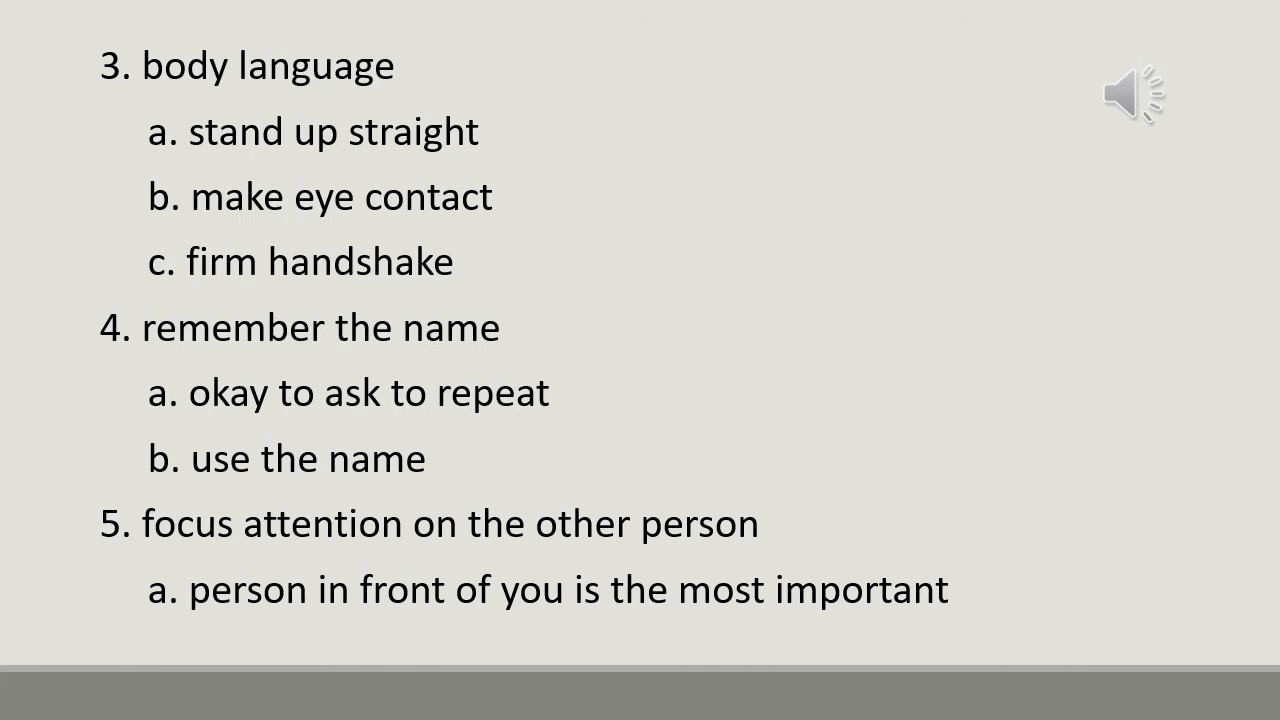 3. body language
a. stand up straight
b. make eye contact
c. firm handshake
4. remember the name
a. okay to ask to repeat
b. use the name
5. focus attention on the other person
a. person in front of you is the most important